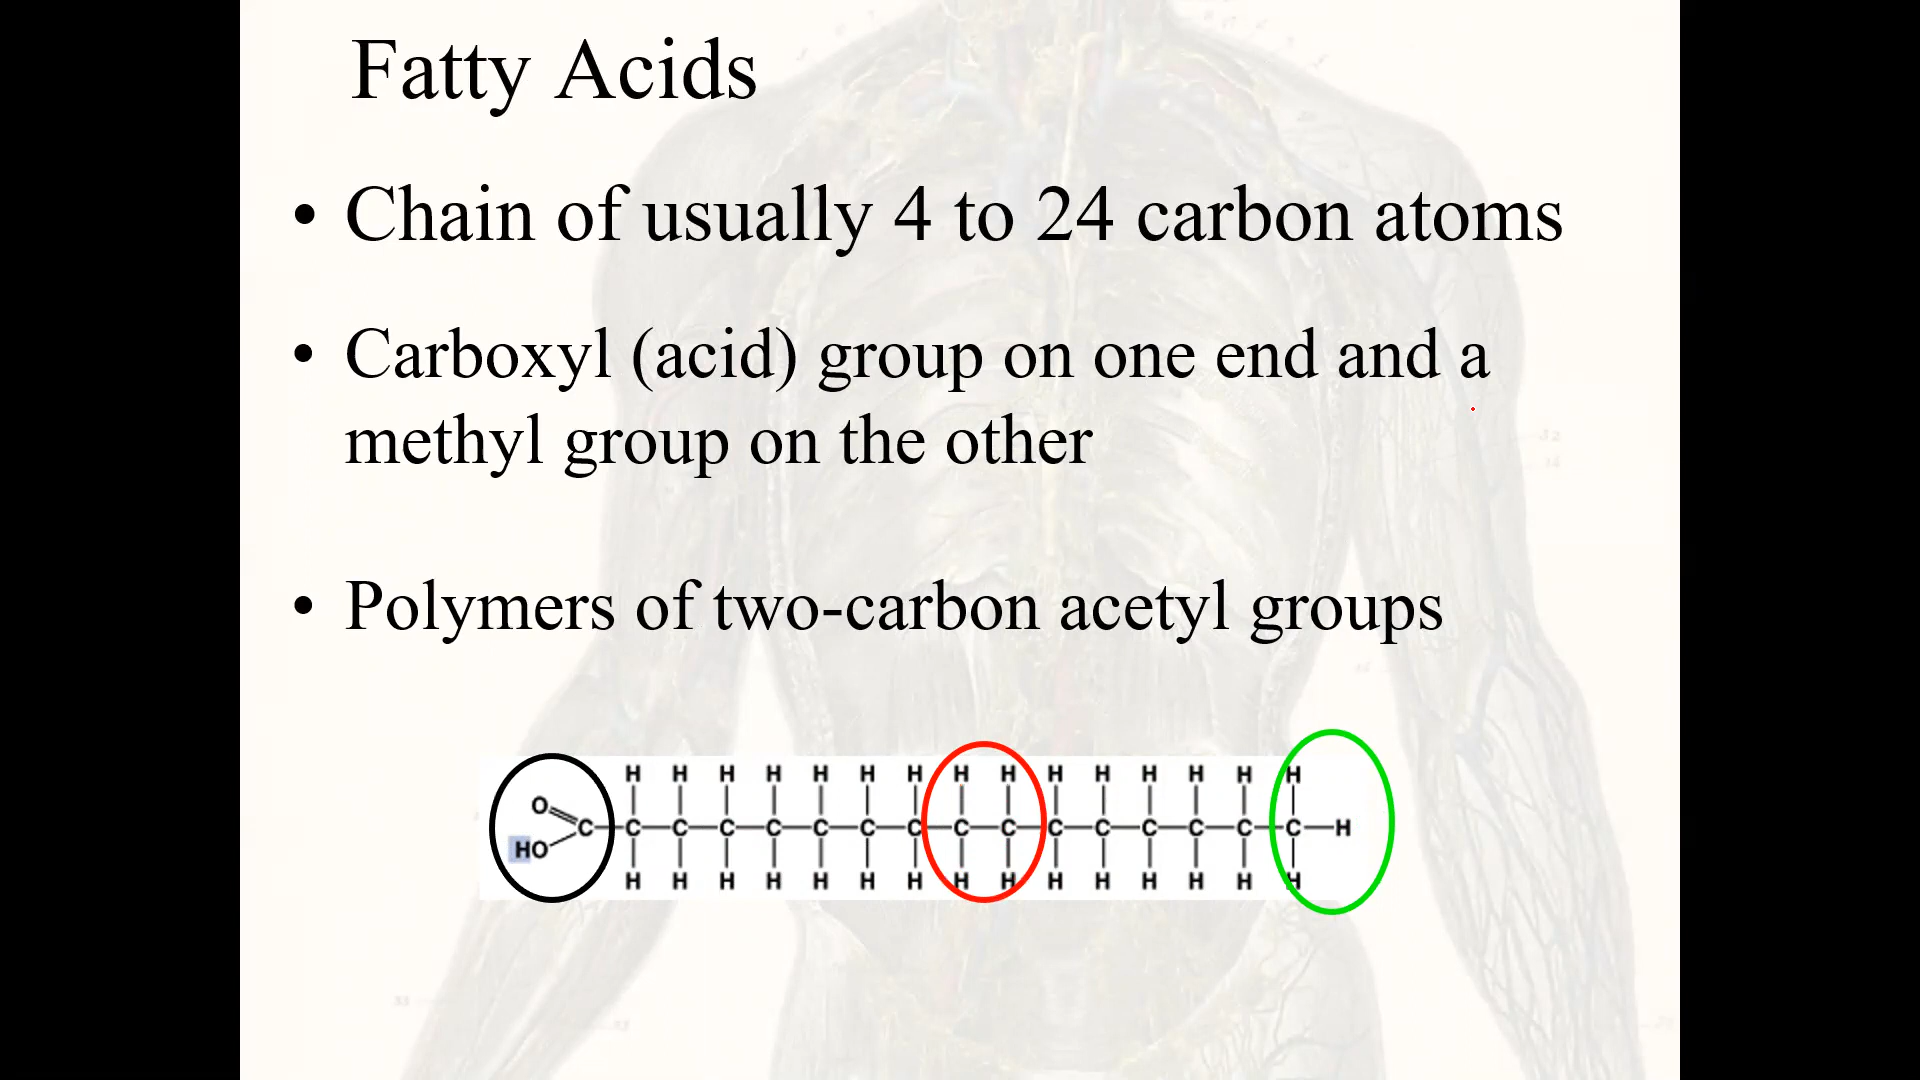 Fatty Acids
• Chain of usually 4 to 24 carbon atoms
• Carboxyl (acid) group on one end and a
methyl group on the other
• Polymers of two-carbon acetyl groups
H H H H H H H H H H H H H H H
O
C C C C C C C C C C C C C C C C H
HO
H H H H H H H H H H H H H H H